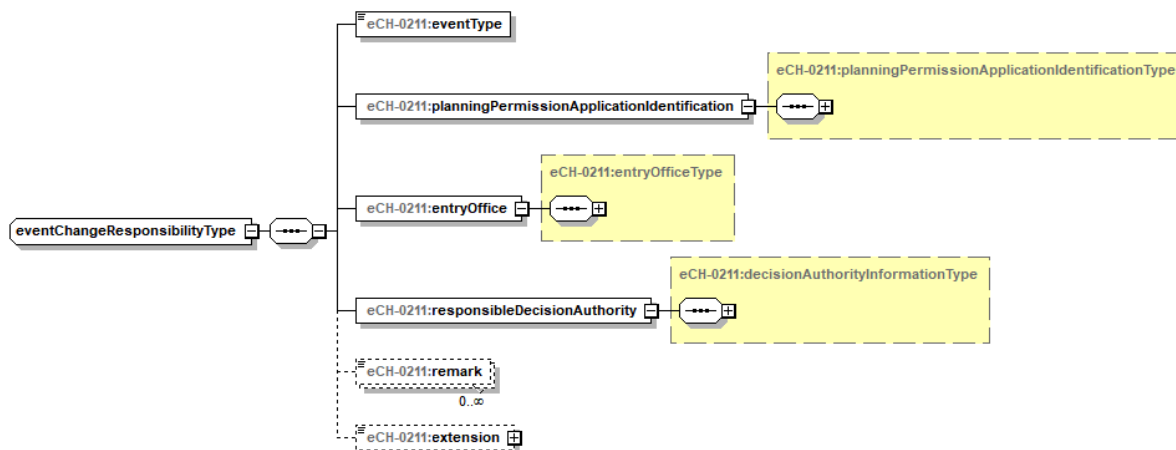 eCH-0211:eventType
eCH-0211:planningPermissionApplicationIdentificationType
eCH-0211:planningPermissionApplicationIdentification
eCH-0211:entryOfficeType
eCH-0211:entryOffice
eventChangeResponsibilityType
eCH-0211:decisionAuthorityInformationType
eCH-0211:responsibleDecisionAuthority
eCH-0211:remark
0..∞
eCH-0211:extension